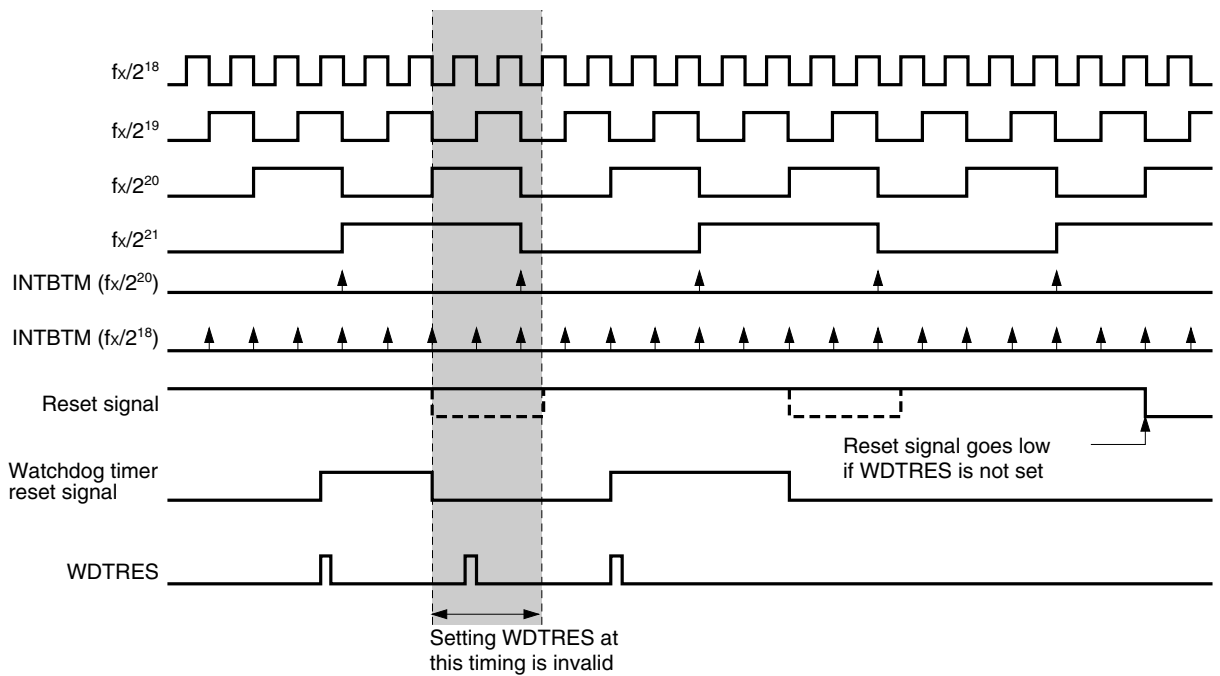 fx/2¹⁸
fx/2¹⁹
fx/2²⁰
fx/2²¹
INTBTM (fx/2²⁰)
INTBTM (fx/2¹⁸)
Reset signal
Reset signal goes low
if WDTRES is not set
Watchdog timer
reset signal
WDTRES
Setting WDTRES at
this timing is invalid